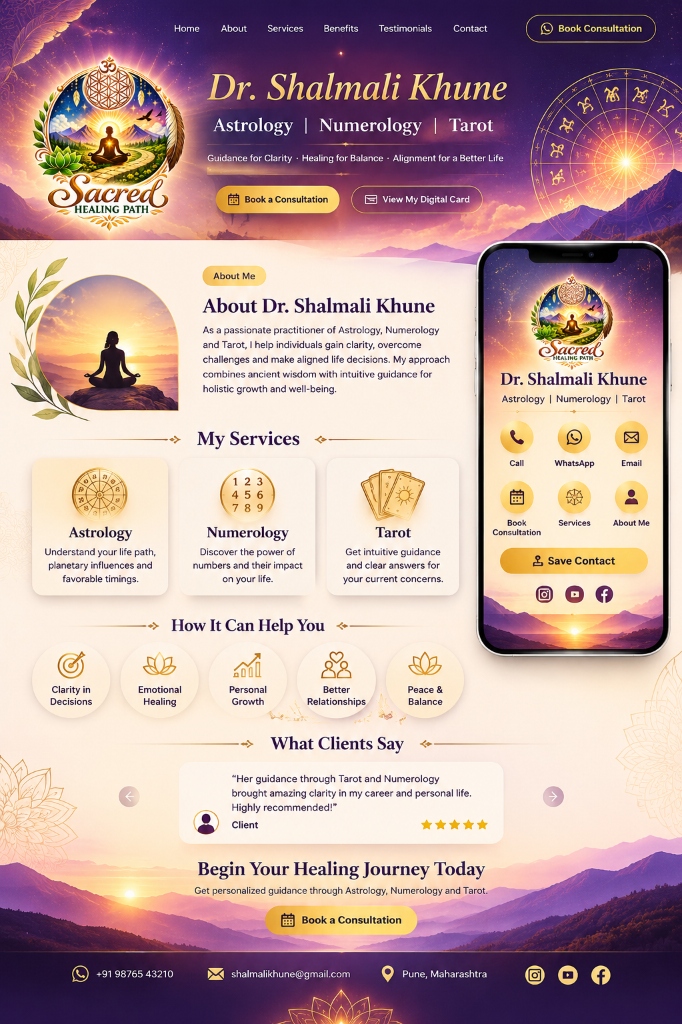 Home About Services Benefits Testimonials Contact Book Consultation
ॐ
Sacred
HEALING PATH
Dr. Shalmali Khune
Astrology | Numerology | Tarot
Guidance for Clarity · Healing for Balance · Alignment for a Better Life
Book a Consultation
View My Digital Card
About Me
About Dr. Shalmali Khune
As a passionate practitioner of Astrology, Numerology
and Tarot, I help individuals gain clarity, overcome
challenges and make aligned life decisions. My approach
combines ancient wisdom with intuitive guidance for
holistic growth and well-being.
My Services
Astrology
Understand your life path,
planetary influences and
favorable timings.
1 2 3
4 5 6
7 8 9
Numerology
Discover the power of
numbers and their impact
on your life.
Tarot
Get intuitive guidance
and clear answers for
your current concerns.
ॐ
Sacred
HEALING PATH
Dr. Shalmali Khune
Astrology | Numerology | Tarot
Call
WhatsApp
Email
Book
Consultation
Services
About Me
Save Contact
How It Can Help You
Clarity in
Decisions
Emotional
Healing
Personal
Growth
Better
Relationships
Peace &
Balance
What Clients Say
“Her guidance through Tarot and Numerology
brought amazing clarity in my career and personal life.
Highly recommended!”
Client
Begin Your Healing Journey Today
Get personalized guidance through Astrology, Numerology and Tarot.
Book a Consultation
+91 98765 43210
shalmalikhune@gmail.com
Pune, Maharashtra